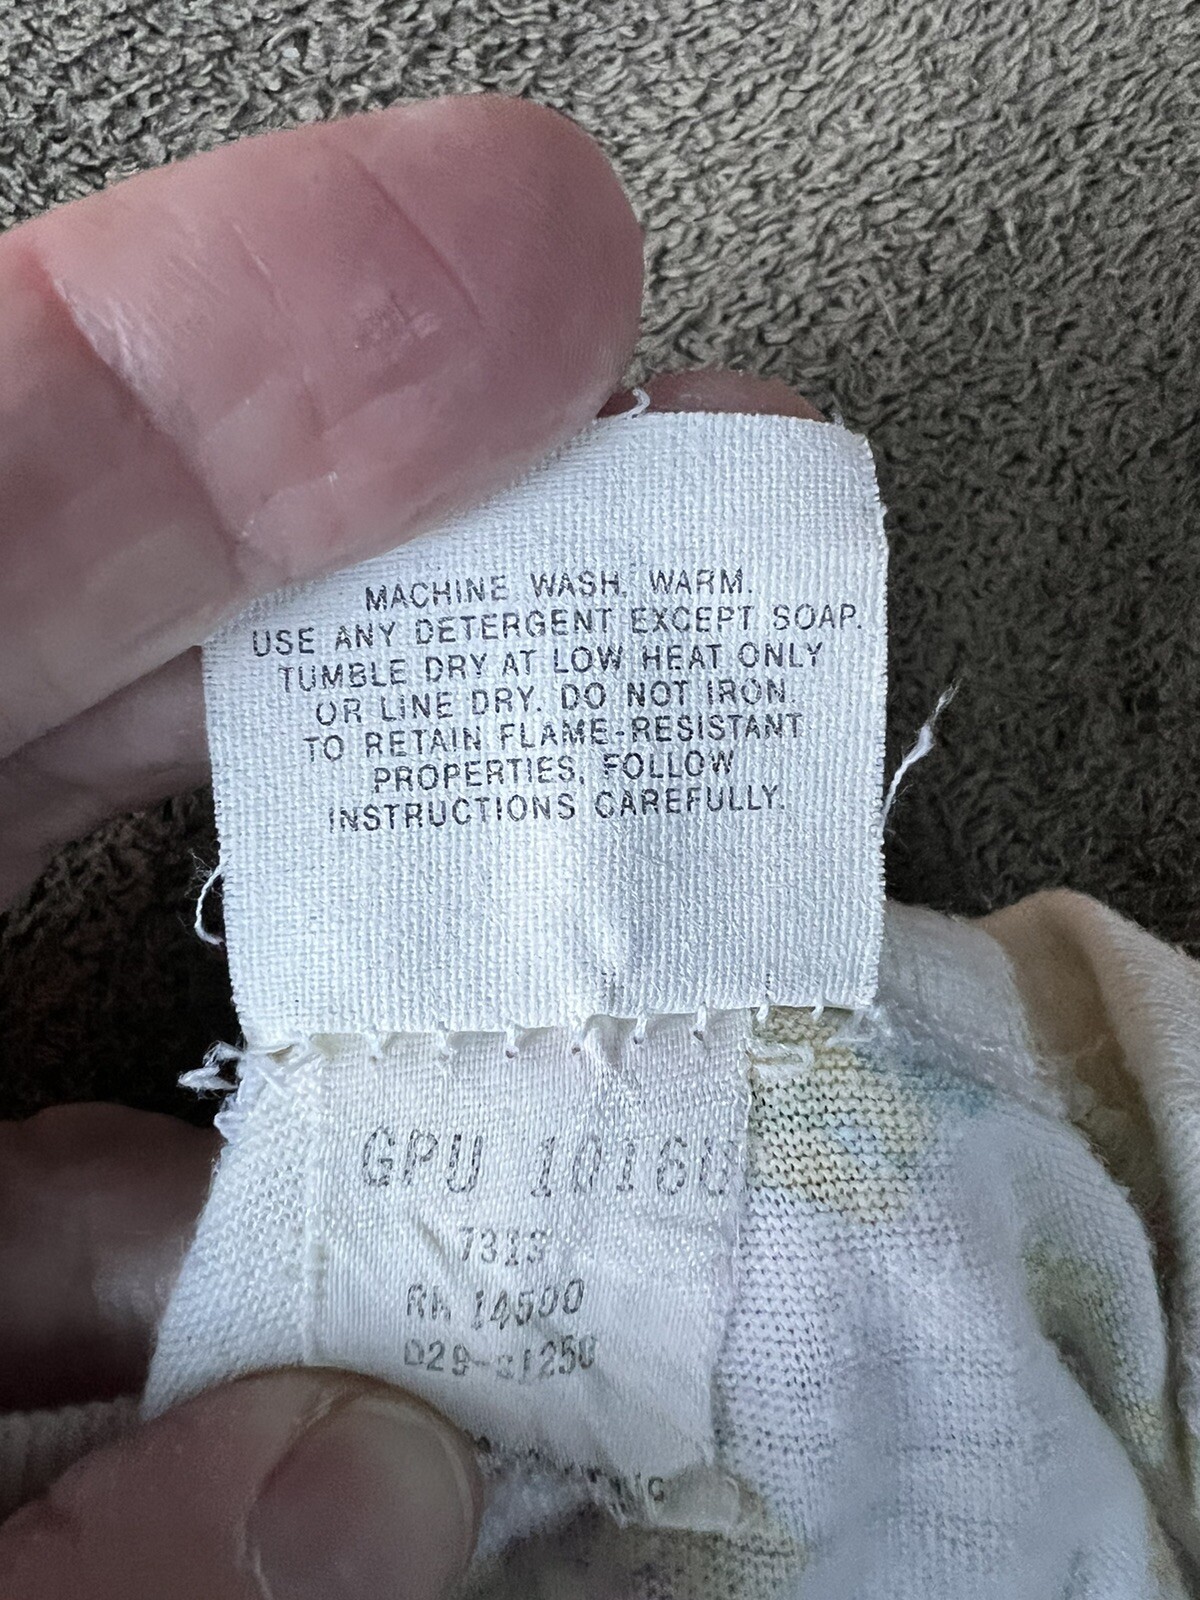 MACHINE WASH, WARM.
USE ANY DETERGENT EXCEPT SOAP.
TUMBLE DRY AT LOW HEAT ONLY
OR LINE DRY. DO NOT IRON.
TO RETAIN FLAME-RESISTANT
PROPERTIES, FOLLOW
INSTRUCTIONS CAREFULLY.
GPU
RN 14500